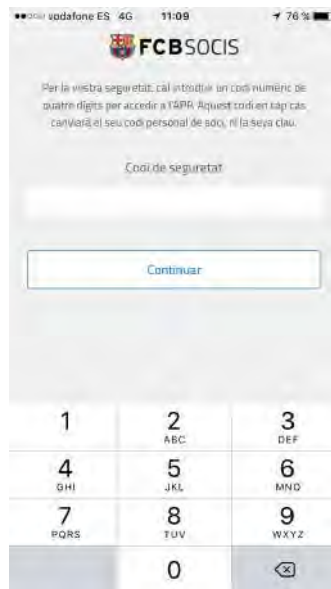 vodafone ES 4G 11:09 76 %
FCBSOCIS
Per la vostra seguretat, cal introduir un codi numèric de
quatre dígits per accedir a l'APP. Aquest codi en cap cas
canviarà el seu codi personal de soci, ni la seva clau.
Codi de seguretat
Continuar
1 2 3
ABC DEF
4 5 6
GHI JKL MNO
7 8 9
PQRS TUV WXYZ
0